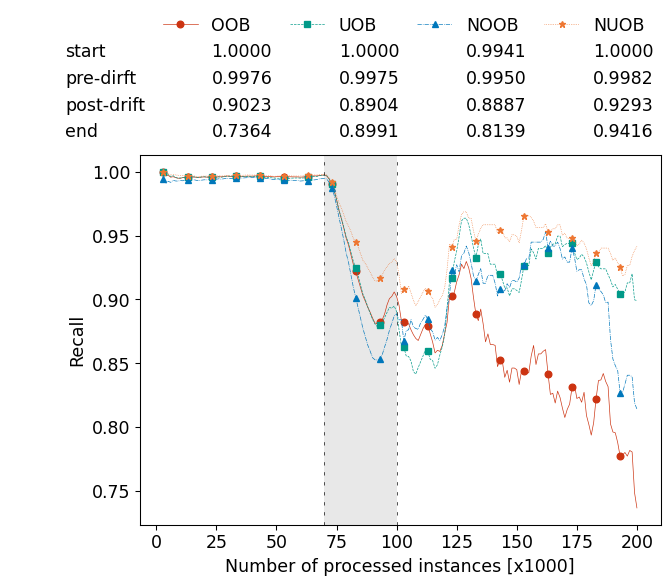 OOB UOB NOOB NUOB
start 1.0000 1.0000 0.9941 1.0000
pre-dirft 0.9976 0.9975 0.9950 0.9982
post-drift 0.9023 0.8904 0.8887 0.9293
end 0.7364 0.8991 0.8139 0.9416
1.00
0.95
0.90
0.85
0.80
0.75
Recall
0 25 50 75 100 125 150 175 200
Number of processed instances [x1000]